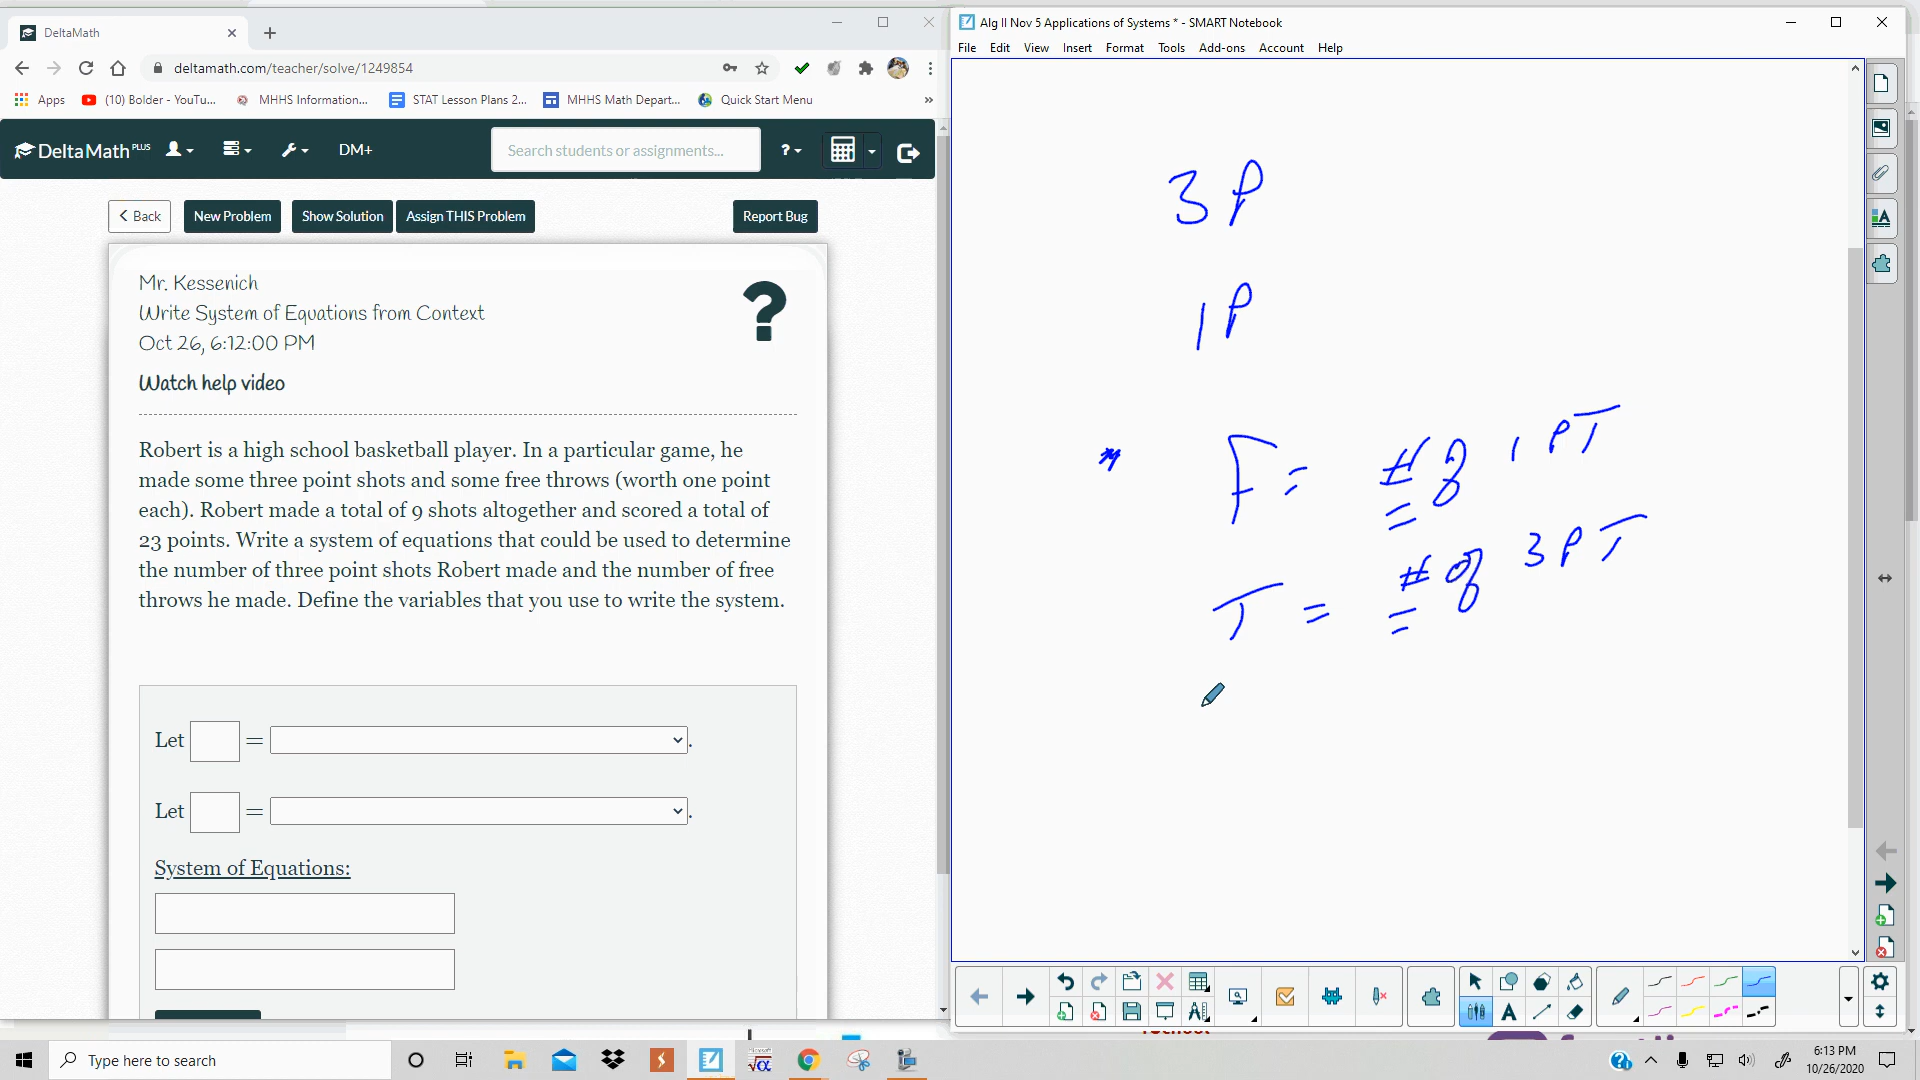 DeltaMath
Alg II Nov 5 Applications of Systems * - SMART Notebook
File Edit View Insert Format Tools Add-ons Account Help
deltamath.com/teacher/solve/1249854
Apps (10) Bolder - YouTu... MHHS Information... STAT Lesson Plans 2... MHHS Math Depart... Quick Start Menu »
DeltaMath PLUS DM+ Search students or assignments... ?
Back New Problem Show Solution Assign THIS Problem Report Bug
Mr. Kessenich
Write System of Equations from Context
Oct 26, 6:12:00 PM
?
Watch help video
Robert is a high school basketball player. In a particular game, he
made some three point shots and some free throws (worth one point
each). Robert made a total of 9 shots altogether and scored a total of
23 points. Write a system of equations that could be used to determine
the number of three point shots Robert made and the number of free
throws he made. Define the variables that you use to write the system.
Let =  .
Let =  .
System of Equations:
3 P
1 P
* F = # of 1 PT
T = # of 3 PT
Type here to search
6:13 PM
10/26/2020